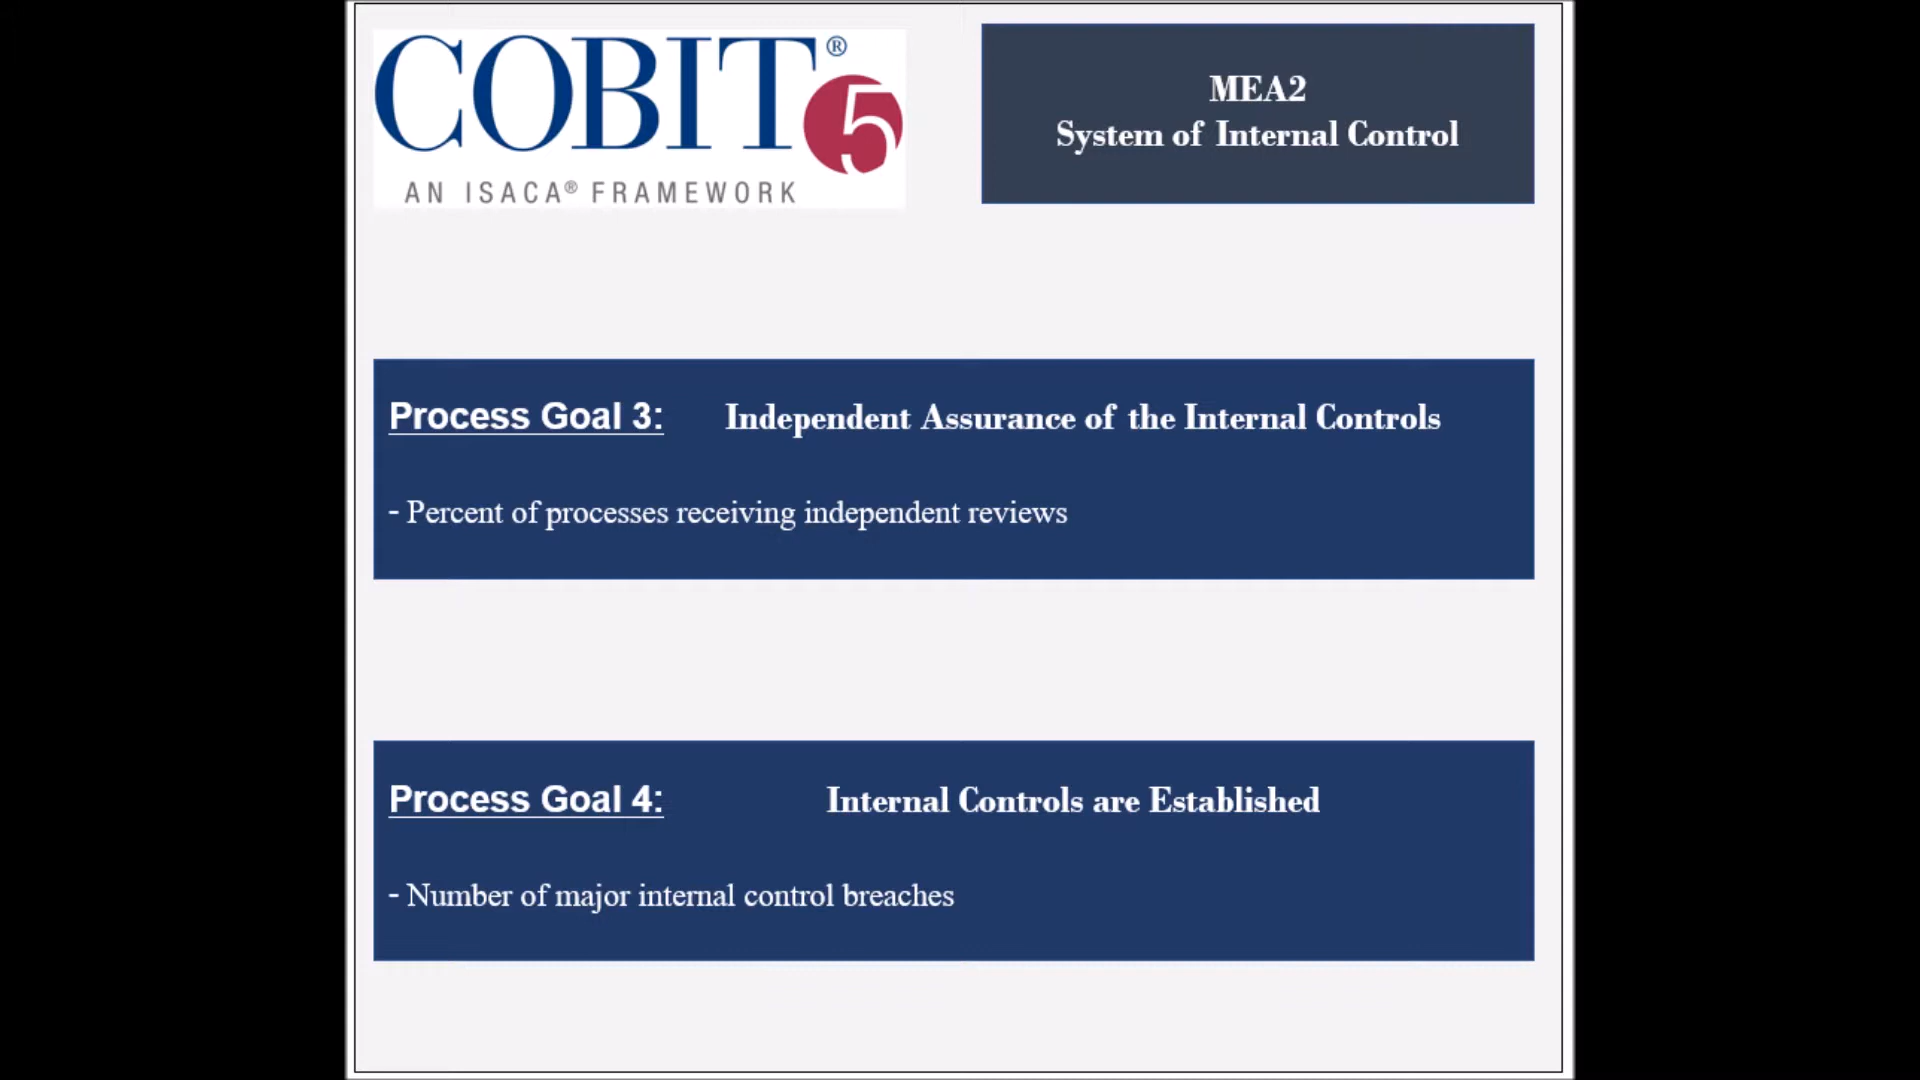 COBIT® 5
AN ISACA® FRAMEWORK
MEA2
System of Internal Control
Process Goal 3: Independent Assurance of the Internal Controls
- Percent of processes receiving independent reviews
Process Goal 4: Internal Controls are Established
- Number of major internal control breaches